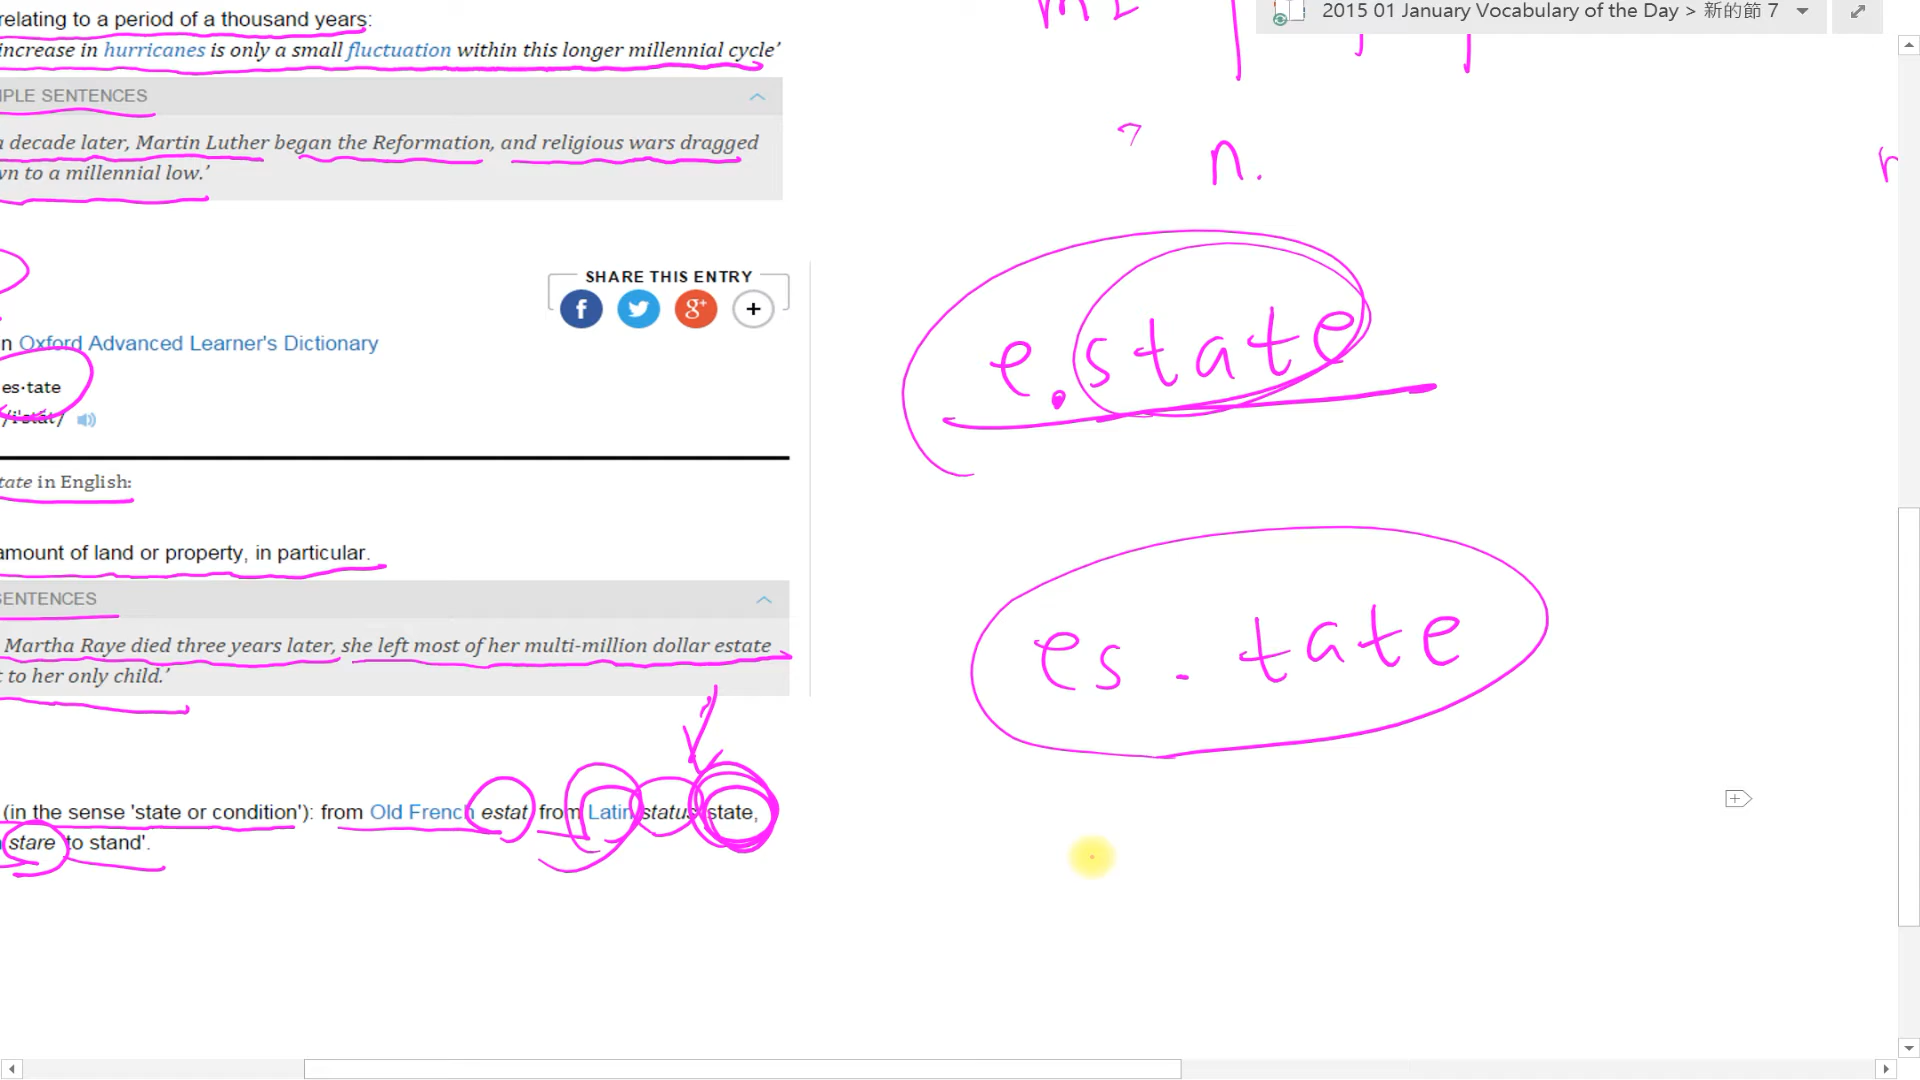 relating to a period of a thousand years:
increase in hurricanes is only a small fluctuation within this longer millennial cycle’
PLE SENTENCES
decade later, Martin Luther began the Reformation, and religious wars dragged
wn to a millennial low.’
SHARE THIS ENTRY
n Oxford Advanced Learner's Dictionary
es·tate
/iˈstāt/
tate in English:
amount of land or property, in particular.
SENTENCES
Martha Raye died three years later, she left most of her multi-million dollar estate
t to her only child.’
(in the sense 'state or condition'): from Old French estat, from Latin status 'state,
stare 'to stand'.
2015 01 January Vocabulary of the Day > 新的節 7
n.
e.state
es . tate